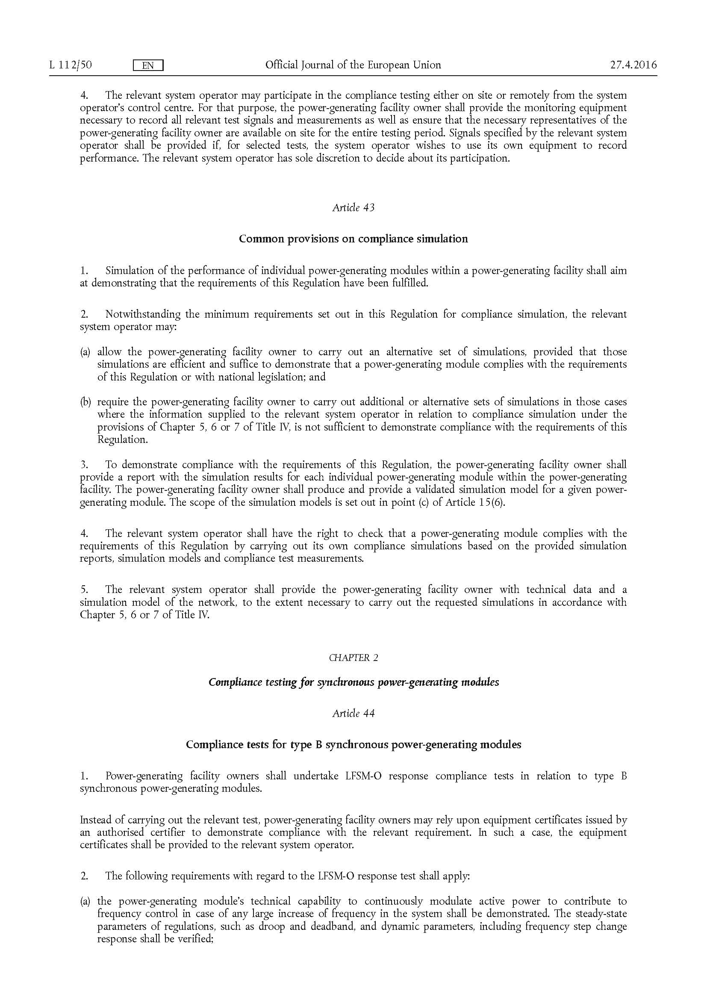 L 112/50 EN Official Journal of the European Union 27.4.2016
4. The relevant system operator may participate in the compliance testing either on site or remotely from the system
operator's control centre. For that purpose, the power-generating facility owner shall provide the monitoring equipment
necessary to record all relevant test signals and measurements as well as ensure that the necessary representatives of the
power-generating facility owner are available on site for the entire testing period. Signals specified by the relevant system
operator shall be provided if, for selected tests, the system operator wishes to use its own equipment to record
performance. The relevant system operator has sole discretion to decide about its participation.
Article 43
Common provisions on compliance simulation
1. Simulation of the performance of individual power-generating modules within a power-generating facility shall aim
at demonstrating that the requirements of this Regulation have been fulfilled.
2. Notwithstanding the minimum requirements set out in this Regulation for compliance simulation, the relevant
system operator may:
(a) allow the power-generating facility owner to carry out an alternative set of simulations, provided that those
simulations are efficient and suffice to demonstrate that a power-generating module complies with the requirements
of this Regulation or with national legislation; and
(b) require the power-generating facility owner to carry out additional or alternative sets of simulations in those cases
where the information supplied to the relevant system operator in relation to compliance simulation under the
provisions of Chapter 5, 6 or 7 of Title IV, is not sufficient to demonstrate compliance with the requirements of this
Regulation.
3. To demonstrate compliance with the requirements of this Regulation, the power-generating facility owner shall
provide a report with the simulation results for each individual power-generating module within the power-generating
facility. The power-generating facility owner shall produce and provide a validated simulation model for a given power-
generating module. The scope of the simulation models is set out in point (c) of Article 15(6).
4. The relevant system operator shall have the right to check that a power-generating module complies with the
requirements of this Regulation by carrying out its own compliance simulations based on the provided simulation
reports, simulation models and compliance test measurements.
5. The relevant system operator shall provide the power-generating facility owner with technical data and a
simulation model of the network, to the extent necessary to carry out the requested simulations in accordance with
Chapter 5, 6 or 7 of Title IV.
CHAPTER 2
Compliance testing for synchronous power-generating modules
Article 44
Compliance tests for type B synchronous power-generating modules
1. Power-generating facility owners shall undertake LFSM-O response compliance tests in relation to type B
synchronous power-generating modules.
Instead of carrying out the relevant test, power-generating facility owners may rely upon equipment certificates issued by
an authorised certifier to demonstrate compliance with the relevant requirement. In such a case, the equipment
certificates shall be provided to the relevant system operator.
2. The following requirements with regard to the LFSM-O response test shall apply:
(a) the power-generating module's technical capability to continuously modulate active power to contribute to
frequency control in case of any large increase of frequency in the system shall be demonstrated. The steady-state
parameters of regulations, such as droop and deadband, and dynamic parameters, including frequency step change
response shall be verified;